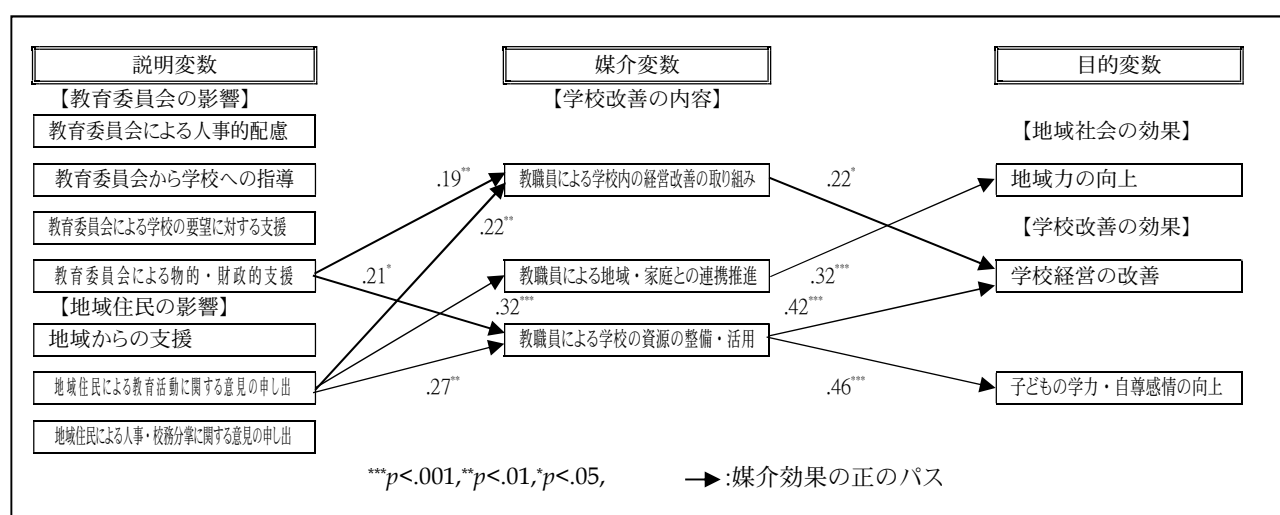 説明変数
媒介変数
目的変数
【教育委員会の影響】
【学校改善の内容】
教育委員会による人事的配慮
【地域社会の効果】
教育委員会から学校への指導
.19**
教職員による学校内の経営改善の取り組み
.22*
地域力の向上
教育委員会による学校の要望に対する支援
.22**
【学校改善の効果】
教育委員会による物的・財政的支援
.21*
教職員による地域・家庭との連携推進
.32***
学校経営の改善
【地域住民の影響】
.32***
.42***
地域からの支援
教職員による学校の資源の整備・活用
地域住民による教育活動に関する意見の申し出
.27**
.46***
子どもの学力・自尊感情の向上
地域住民による人事・校務分掌に関する意見の申し出
***p<.001,**p<.01,*p<.05, :媒介効果の正のパス